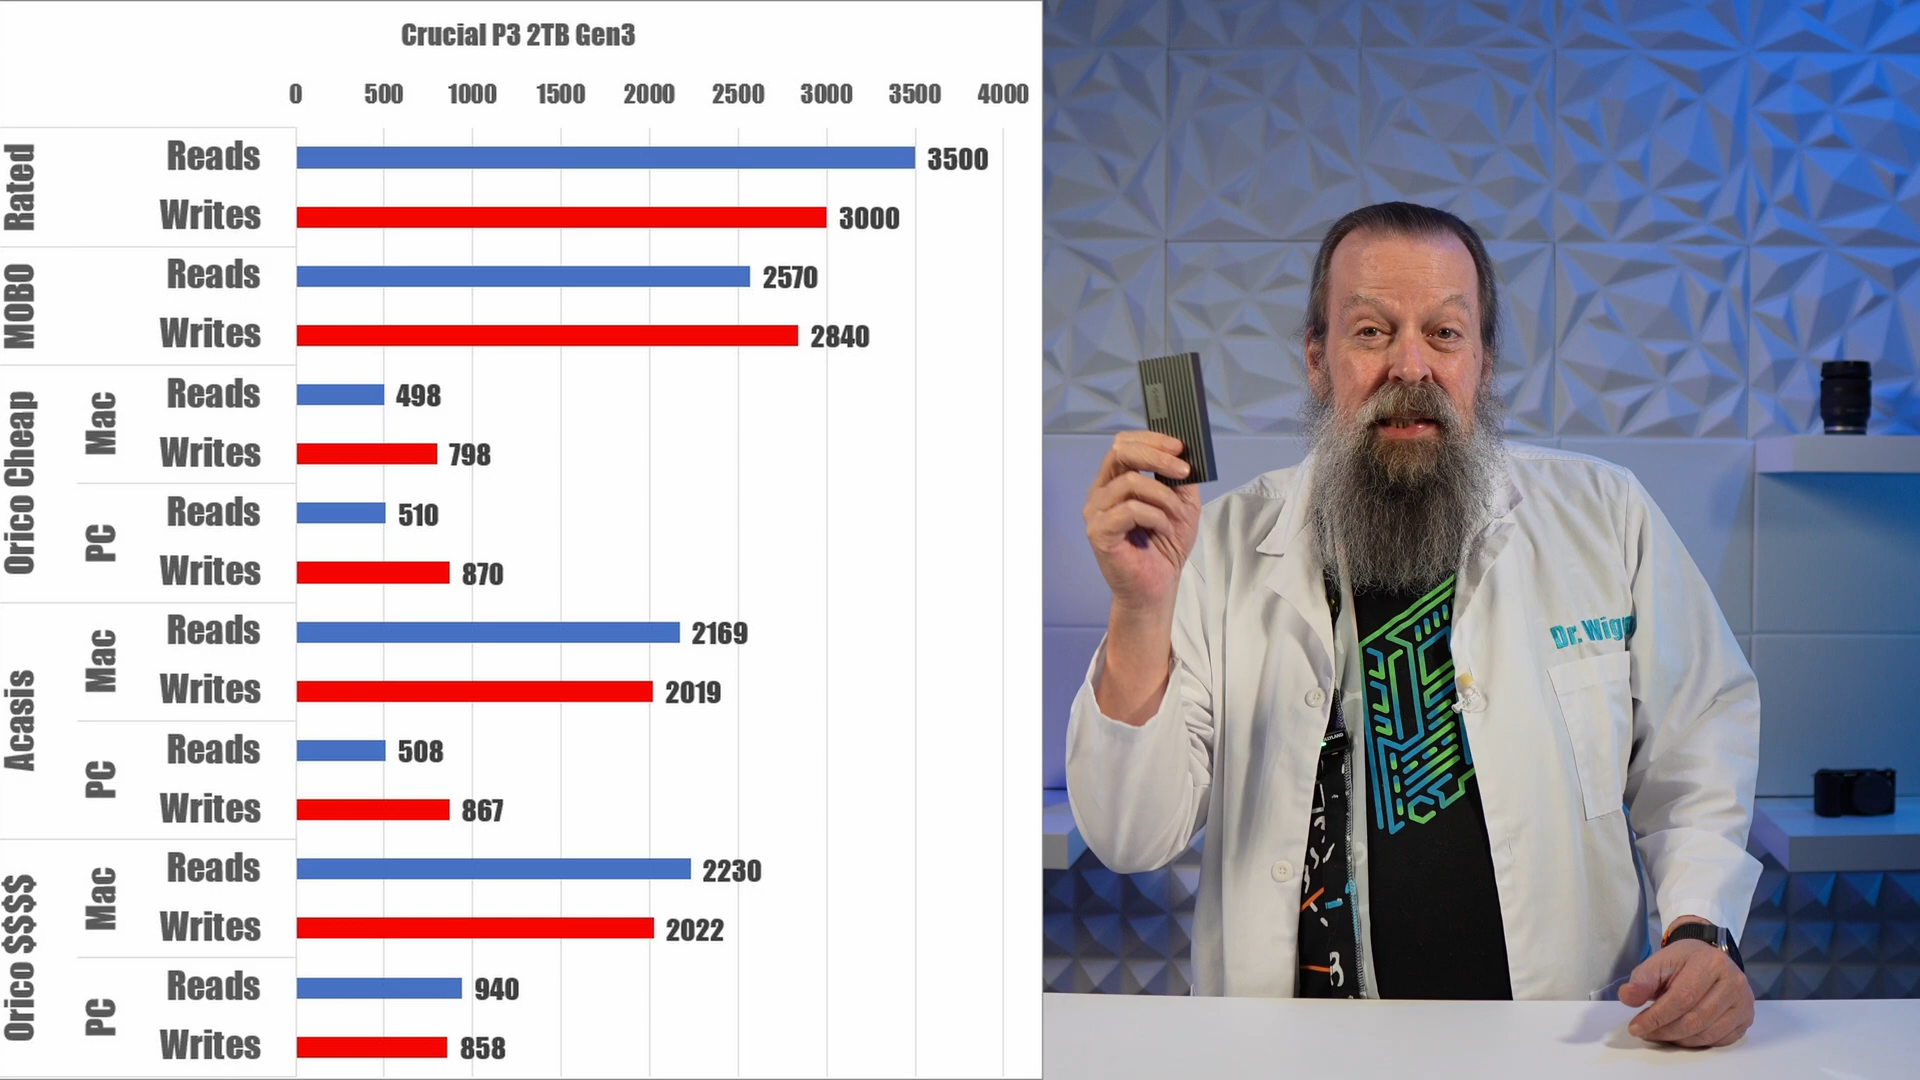 Crucial P3 2TB Gen3
0 500 1000 1500 2000 2500 3000 3500 4000
Rated
Reads 3500
Writes 3000
MOBO
Reads 2570
Writes 2840
Orico Cheap
Mac
Reads 498
Writes 798
PC
Reads 510
Writes 870
Acasis
Mac
Reads 2169
Writes 2019
PC
Reads 508
Writes 867
Orico $$$$
Mac
Reads 2230
Writes 2022
PC
Reads 940
Writes 858
Dr. Wig